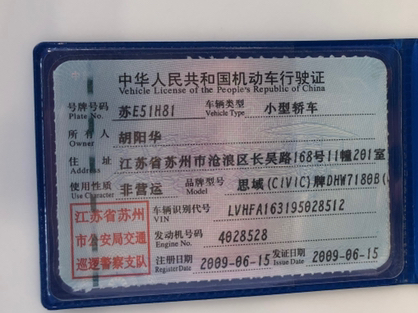 中华人民共和国机动车行驶证
Vehicle License of the People's Republic of China
号牌号码 苏E51H81 车辆类型 小型轿车
Plate No. Vehicle Type
所有人 胡阳华
Owner
住址 江苏省苏州市沧浪区长吴路168号11幢201室
Address
使用性质 非营运 品牌型号 思域(CIVIC)牌DHW7180B(
Use Character Model
车辆识别代号 LVHFA163195028512
VIN
发动机号码 4028528
Engine No.
注册日期 2009-06-15 发证日期 2009-06-15
Register Date Issue Date
江苏省苏州
市公安局交通
巡逻警察支队